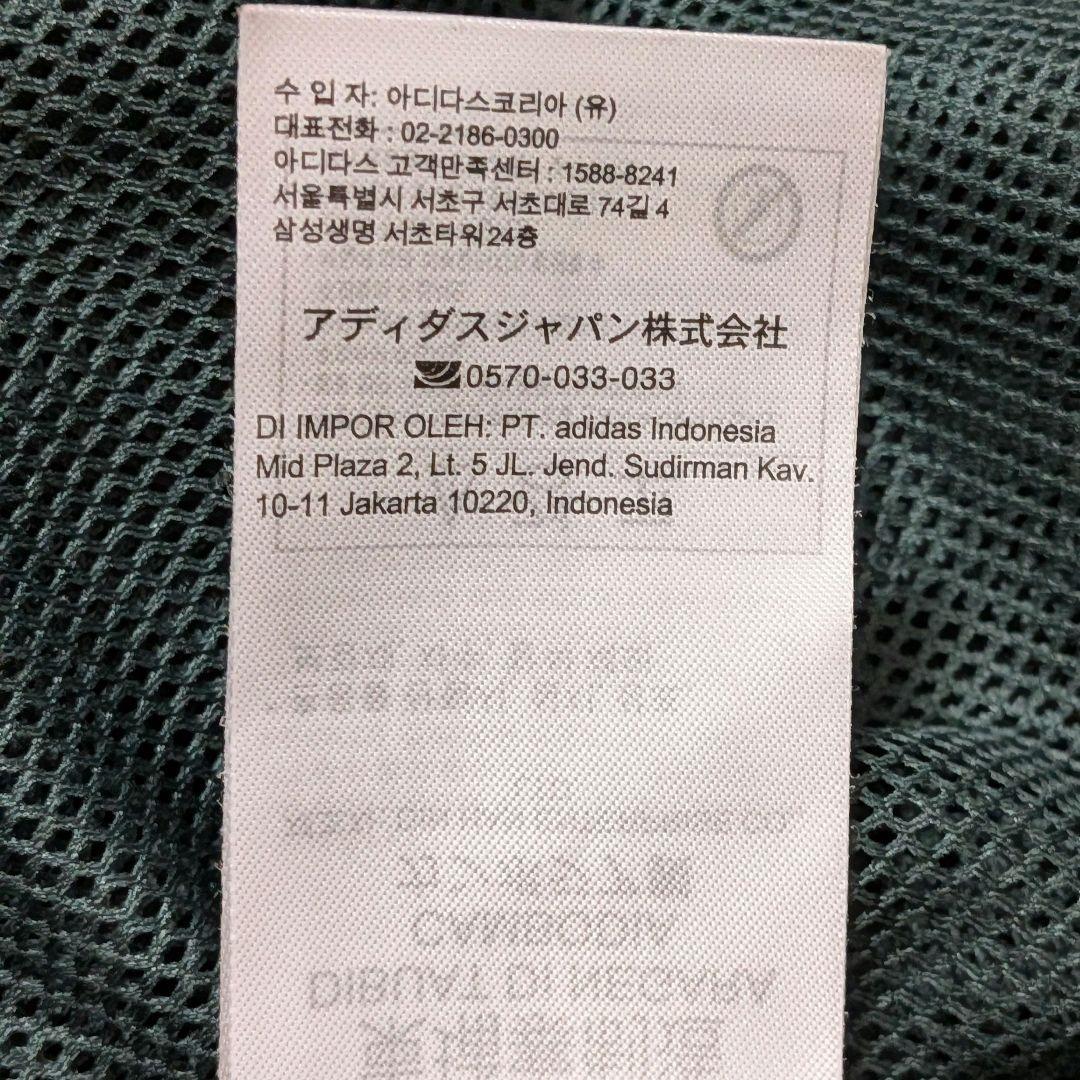 수 입 자: 아디다스코리아 (유)
대표전화 : 02-2186-0300
아디다스 고객만족센터 : 1588-8241
서울특별시 서초구 서초대로 74길 4
삼성생명 서초타워24층
アディダスジャパン株式会社
0570-033-033
DI IMPOR OLEH: PT. adidas Indonesia
Mid Plaza 2, Lt. 5 JL. Jend. Sudirman Kav.
10-11 Jakarta 10220, Indonesia